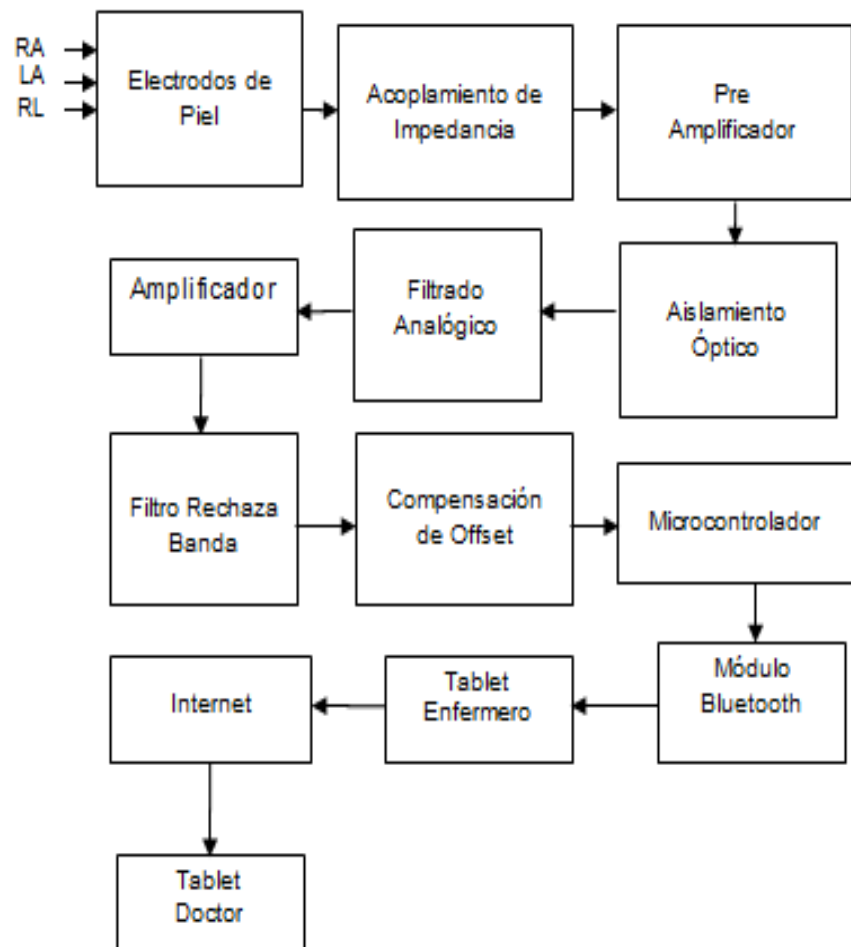 RA
LA
RL
Electrodos de
Piel
Acoplamiento de
Impedancia
Pre
Amplificador
Aislamiento
Óptico
Filtrado
Analógico
Amplificador
Filtro Rechaza
Banda
Compensación
de Offset
Microcontrolador
Módulo
Bluetooth
Tablet
Enfermero
Internet
Tablet
Doctor